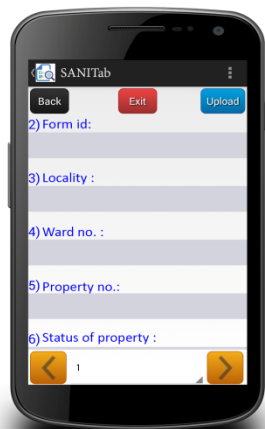 SANITab
Back Exit Upload
2) Form id:
3) Locality :
4) Ward no. :
5) Property no.:
6) Status of property :
1